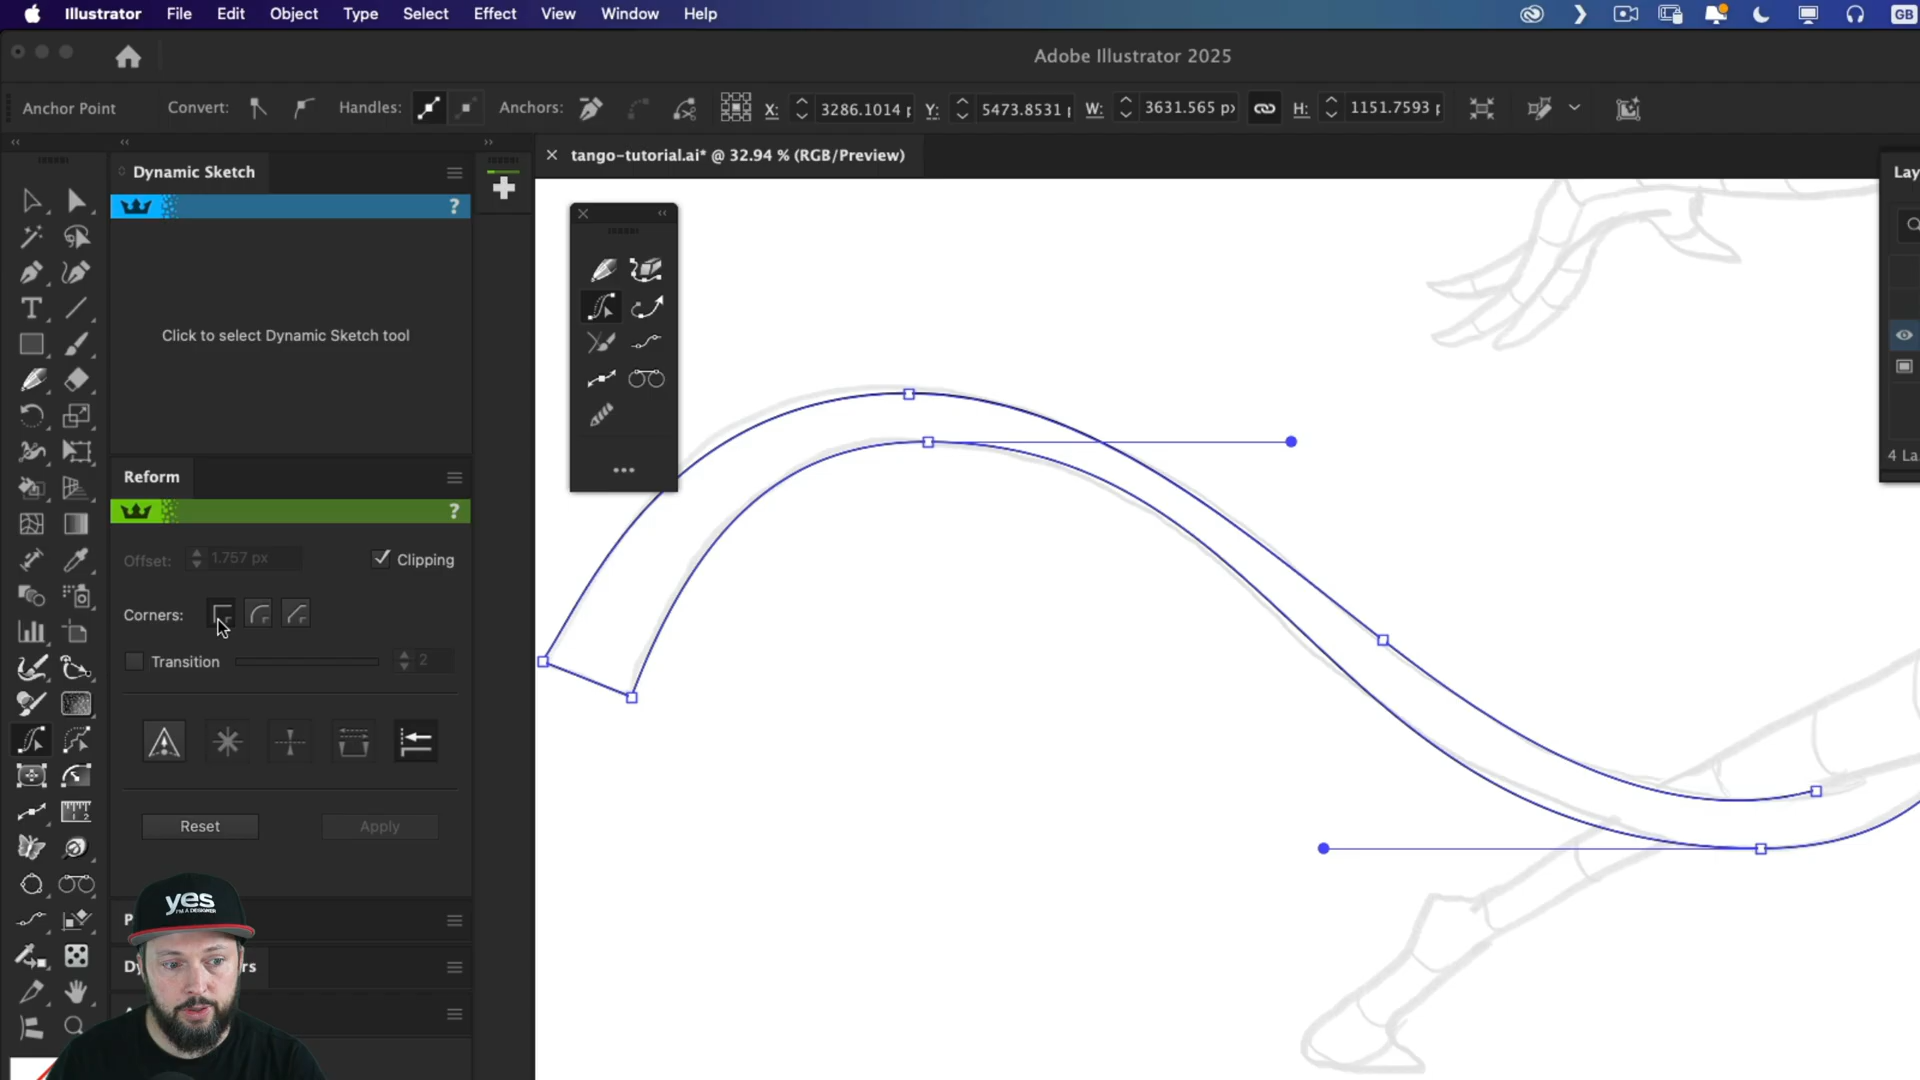 Illustrator File Edit Object Type Select Effect View Window Help GB
Adobe Illustrator 2025
Anchor Point Convert: Handles: Anchors: X: 3286.1014 Y: 5473.8531 W: 3631.565 px H: 1151.7593
Dynamic Sketch
?
tango-tutorial.ai* @ 32.94 % (RGB/Preview)
Lay
Click to select Dynamic Sketch tool
4 La
Reform
?
Offset: 1.757 px Clipping
Corners:
Transition 2
Reset Apply
yes
I'M A DESIGNER
P
Dy rs